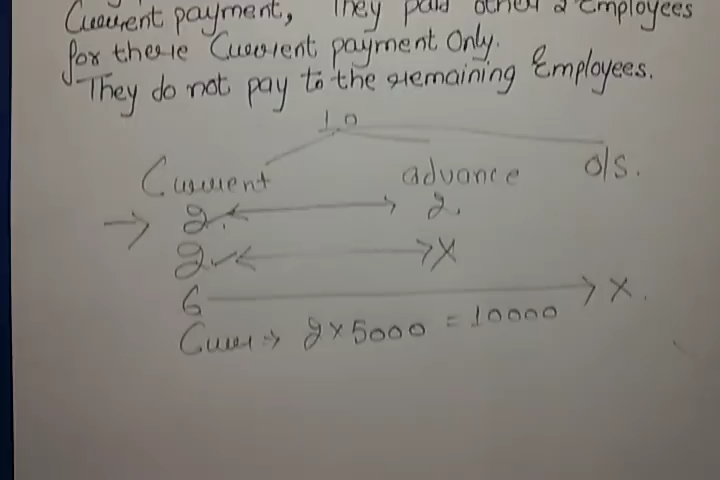 Current payment, They paid other 2 Employees
for there Current payment Only.
They do not pay to the remaining Employees.
10
Current advance o/s.
2. 2.
2 X
6 X.
Curr → 2 x 5000 = 10000